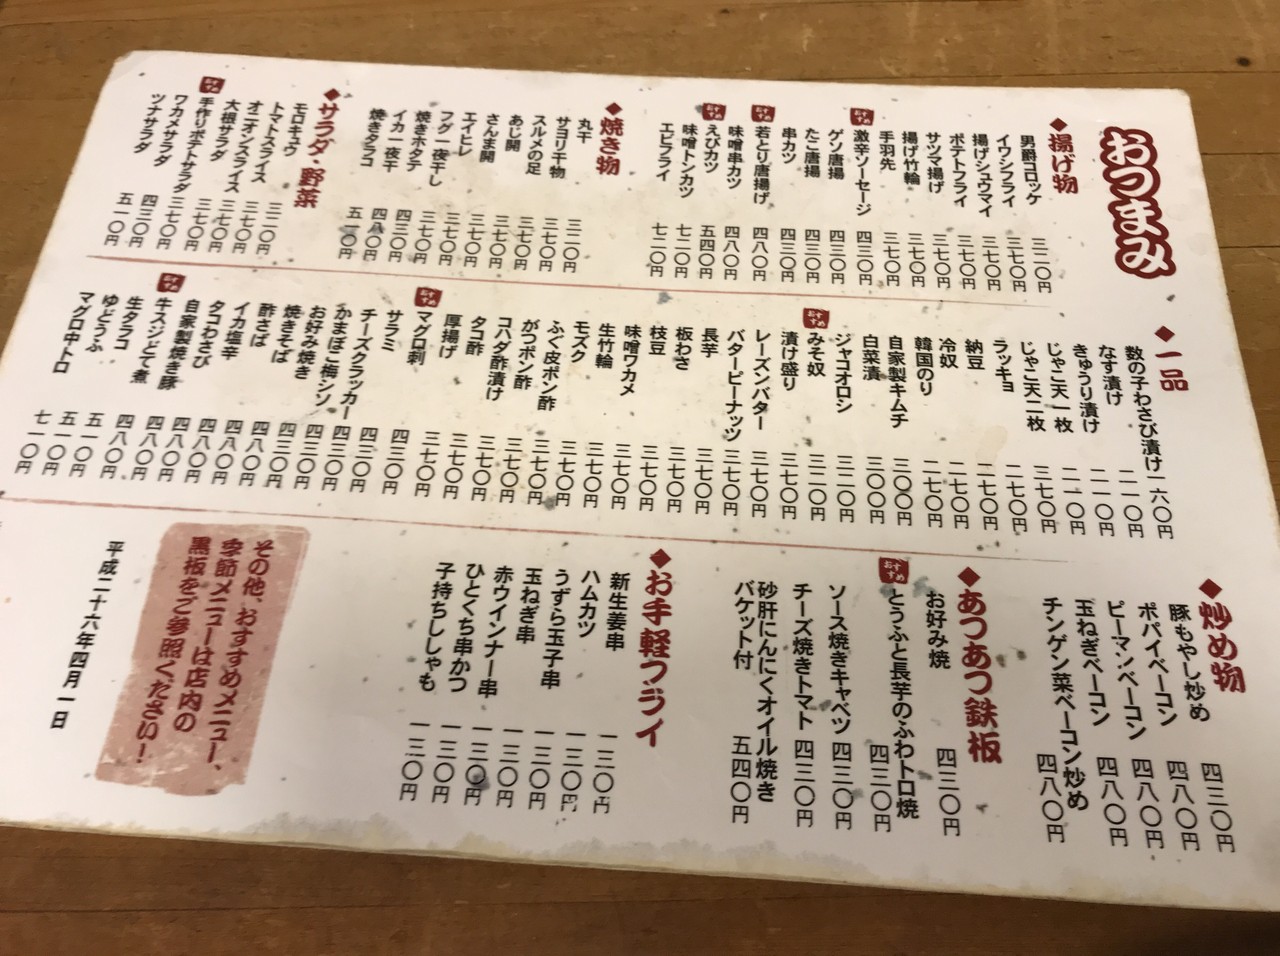 おつまみ
◆揚げ物
男爵コロッケ 三二〇円
イワシフライ 三七〇円
揚げシュウマイ 三七〇円
ポテトフライ 三七〇円
サツマ揚げ 三七〇円
揚げ竹輪 三七〇円
手羽先 三七〇円
おすすめ 激辛ソーセージ 四三〇円
ゲソ唐揚 四三〇円
たこ唐揚 四三〇円
串カツ 四三〇円
おすすめ 若とり唐揚げ 四八〇円
味噌串カツ 四八〇円
おすすめ えびカツ 五四〇円
味噌トンカツ 七二〇円
エビフライ 七二〇円
◆焼き物
丸干 三二〇円
サヨリ干物 三七〇円
スルメの足 三七〇円
あじ開 三七〇円
さんま開 三七〇円
エイヒレ 三七〇円
フグ一夜干し 三七〇円
焼きホタテ 四三〇円
イカ一夜干 四八〇円
焼きタラコ 五一〇円
◆サラダ・野菜
モロキュウ 三二〇円
トマトスライス 三七〇円
オニオンスライス 三七〇円
大根サラダ 三七〇円
おすすめ 手作りポテトサラダ 三七〇円
ワカメサラダ 四三〇円
ツナサラダ 五一〇円
◆一品
数の子わさび漬け 一六〇円
なす漬け 二一〇円
きゅうり漬け 二一〇円
じゃこ天一枚 二一〇円
じゃこ天二枚 三七〇円
ラッキョ 二七〇円
納豆 二七〇円
冷奴 二七〇円
韓国のり 二七〇円
自家製キムチ 三〇〇円
白菜漬 三〇〇円
ジャコオロシ 三二〇円
おすすめ みそ奴 三二〇円
漬け盛り 三七〇円
レーズンバター 三七〇円
バターピーナッツ 三七〇円
長芋 三七〇円
板わさ 三七〇円
枝豆 三七〇円
味噌ワカメ 三七〇円
生竹輪 三七〇円
モズク 三七〇円
ふぐ皮ポン酢 三七〇円
がつポン酢 三七〇円
コハダ酢漬け 三七〇円
タコ酢 三七〇円
厚揚げ 三七〇円
おすすめ マグロ刺 三七〇円
サラミ 四三〇円
チーズクラッカー 四三〇円
かまぼこ梅シソ 四三〇円
お好み焼き 四三〇円
焼きそば 四三〇円
酢さば 四八〇円
イカ塩辛 四八〇円
タコわさび 四八〇円
自家製焼き豚 四八〇円
おすすめ 牛スジどて煮 四八〇円
生タラコ 五一〇円
ゆどうふ 五一〇円
マグロ中トロ 七一〇円
◆炒め物
豚もやし炒め 四三〇円
ポパイベーコン 四八〇円
ピーマンベーコン 四八〇円
玉ねぎベーコン 四八〇円
チンゲン菜ベーコン炒め 四八〇円
◆あつあつ鉄板
お好み焼 四三〇円
おすすめ とうふと長芋のふわトロ焼 四三〇円
ソース焼きキャベツ 四三〇円
チーズ焼きトマト 四三〇円
砂肝にんにくオイル焼き
バケット付 五四〇円
◆お手軽フライ
新生姜串 一三〇円
ハムカツ 一三〇円
うずら玉子串 一三〇円
玉ねぎ串 一三〇円
赤ウインナー串 一三〇円
ひとくち串かつ 一三〇円
子持ちししゃも 一三〇円
その他、おすすめメニュー、
季節メニューは店内の
黒板をご参照ください！
平成二十六年四月一日